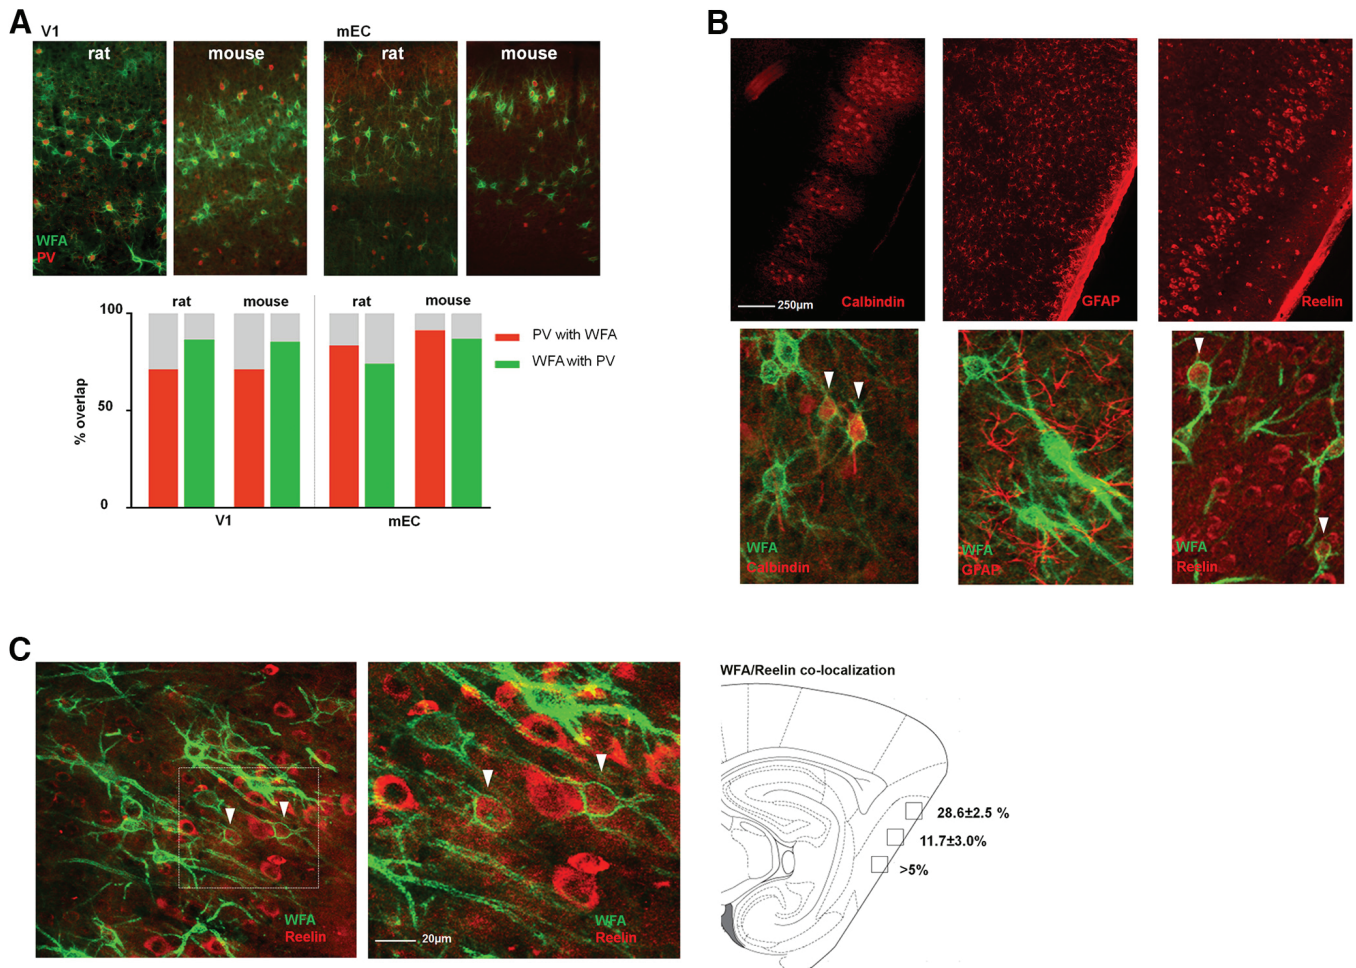 A
V1
mEC
rat
mouse
rat
mouse
WFA
PV
rat
mouse
rat
mouse
100
50
0
% overlap
V1
mEC
PV with WFA
WFA with PV
B
250µm
Calbindin
GFAP
Reelin
WFA
Calbindin
WFA
GFAP
WFA
Reelin
C
WFA
Reelin
20µm
WFA
Reelin
WFA/Reelin co-localization
28.6±2.5 %
11.7±3.0%
>5%